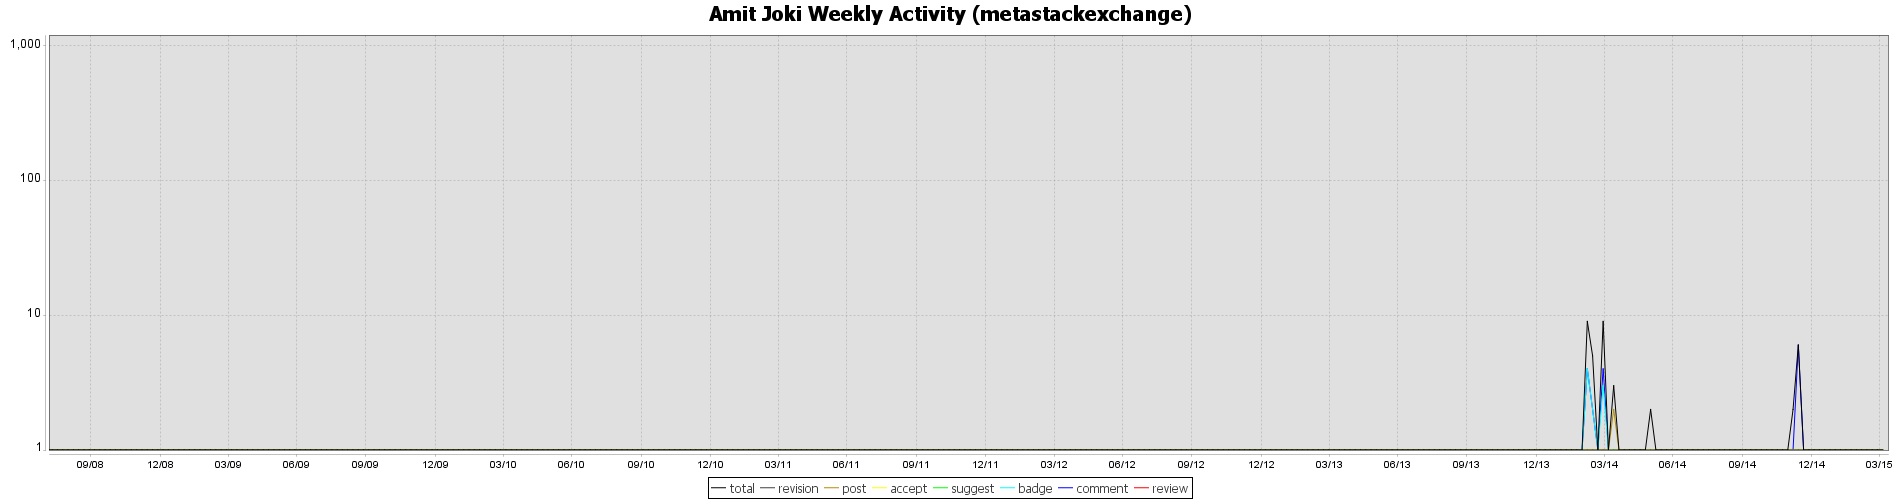 Amit Joki Weekly Activity (metastackexchange)
1,000
100
10
1
09/08 12/08 03/09 06/09 09/09 12/09 03/10 06/10 09/10 12/10 03/11 06/11 09/11 12/11 03/12 06/12 09/12 12/12 03/13 06/13 09/13 12/13 03/14 06/14 09/14 12/14 03/15
total revision post accept suggest badge comment review